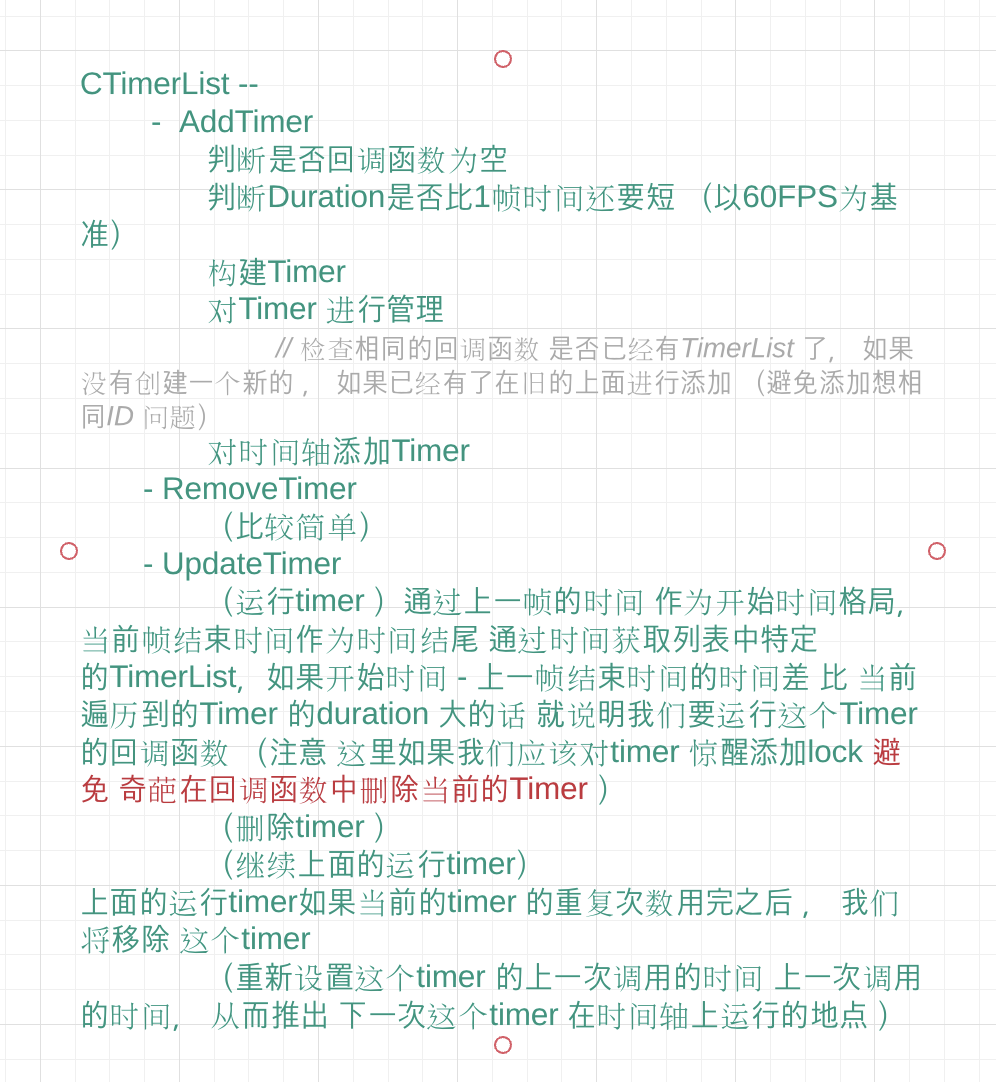 CTimerList --
- AddTimer
判断是否回调函数为空
判断Duration是否比1帧时间还要短 （以60FPS为基
准）
构建Timer
对Timer 进行管理
// 检查相同的回调函数 是否已经有TimerList 了， 如果
没有创建一个新的， 如果已经有了在旧的上面进行添加 （避免添加想相
同ID 问题）
对时间轴添加Timer
- RemoveTimer
（比较简单）
- UpdateTimer
（运行timer ）通过上一帧的时间 作为开始时间格局,
当前帧结束时间作为时间结尾 通过时间获取列表中特定
的TimerList, 如果开始时间 - 上一帧结束时间的时间差 比 当前
遍历到的Timer 的duration 大的话 就说明我们要运行这个Timer
的回调函数 （注意 这里如果我们应该对timer 惊醒添加lock 避
免 奇葩在回调函数中删除当前的Timer ）
（删除timer ）
（继续上面的运行timer）
上面的运行timer如果当前的timer 的重复次数用完之后， 我们
将移除 这个timer
（重新设置这个timer 的上一次调用的时间 上一次调用
的时间, 从而推出 下一次这个timer 在时间轴上运行的地点 ）